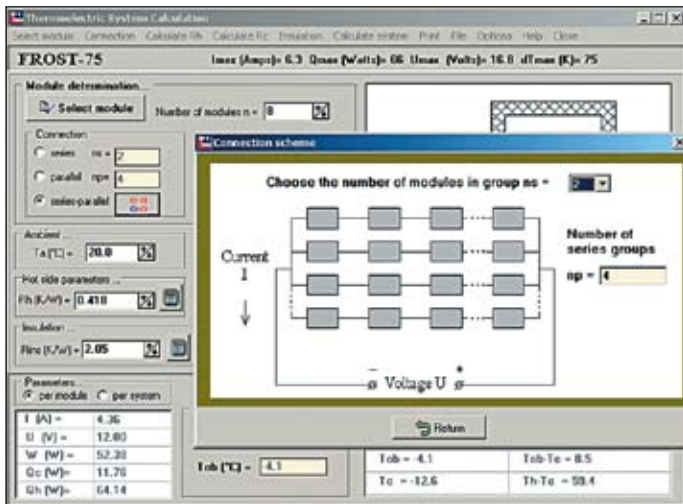 Thermoelectric System Calculation
Select module Connection Calculate Rh Calculate Rc Insulation Calculate system Print File Options Help Close
FROST-75 Imax (Amps)= 6.3 Qmax (Watts)= 66 Umax (Volts)= 16.8 dTmax (K)= 75
Module determination...
Select module Number of modules n = 8
Connection
series ns = 2
parallel np= 4
series-parallel
Connection scheme
Choose the number of modules in group ns = 2
Current
I
Number of
series groups
np = 4
− Voltage U +
Return
Ambient ...
Ta [°C] = 20.0
Hot side parameters ...
Rh (K/W) = 0.418
Insulation ...
Rins (K/W) = 2.05
Parameters...
per module per system
I (A) = 4.36
U (V) = 12.00
W (W) = 52.38
Qc (W)= 11.76
Qh (W)= 64.14
Tob (°C) = -4.1
Tob = -4.1 Tob-Tc = 8.5
Tc = -12.6 Th-Tc = 59.4